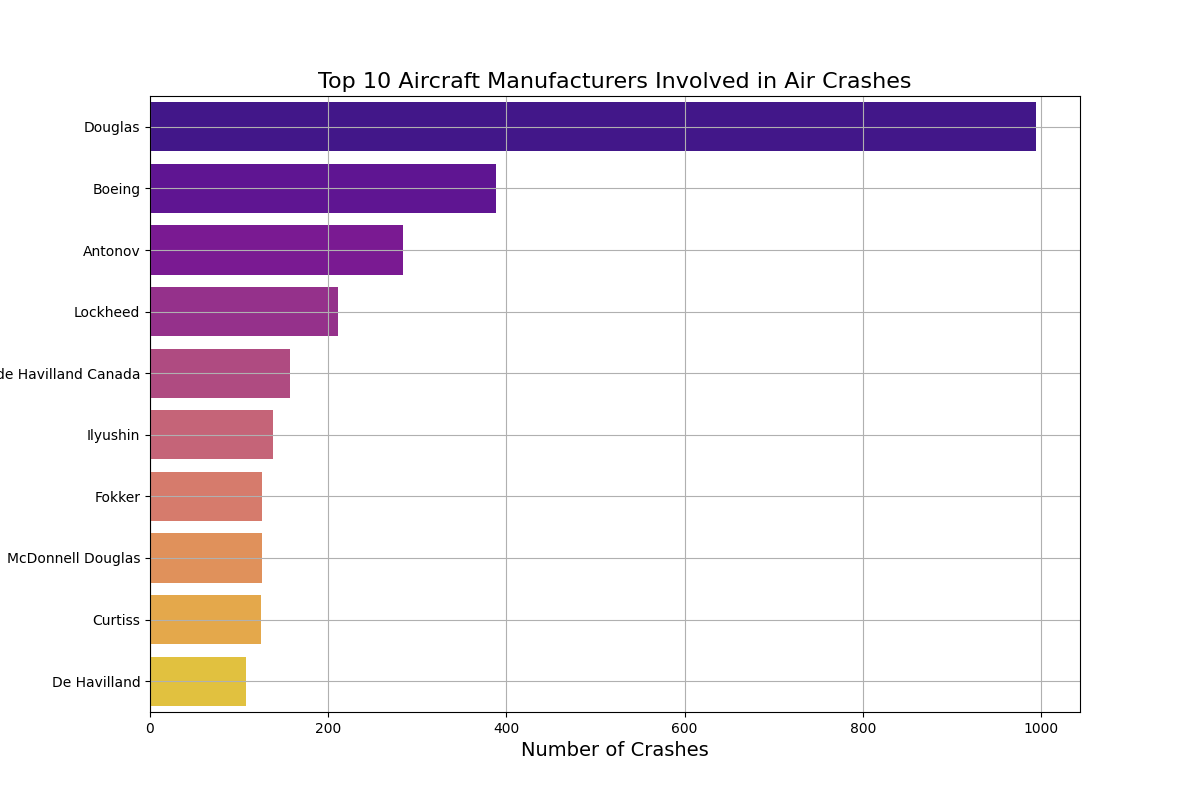 Top 10 Aircraft Manufacturers Involved in Air Crashes
Douglas
Boeing
Antonov
Lockheed
de Havilland Canada
Ilyushin
Fokker
McDonnell Douglas
Curtiss
De Havilland
0 200 400 600 800 1000
Number of Crashes